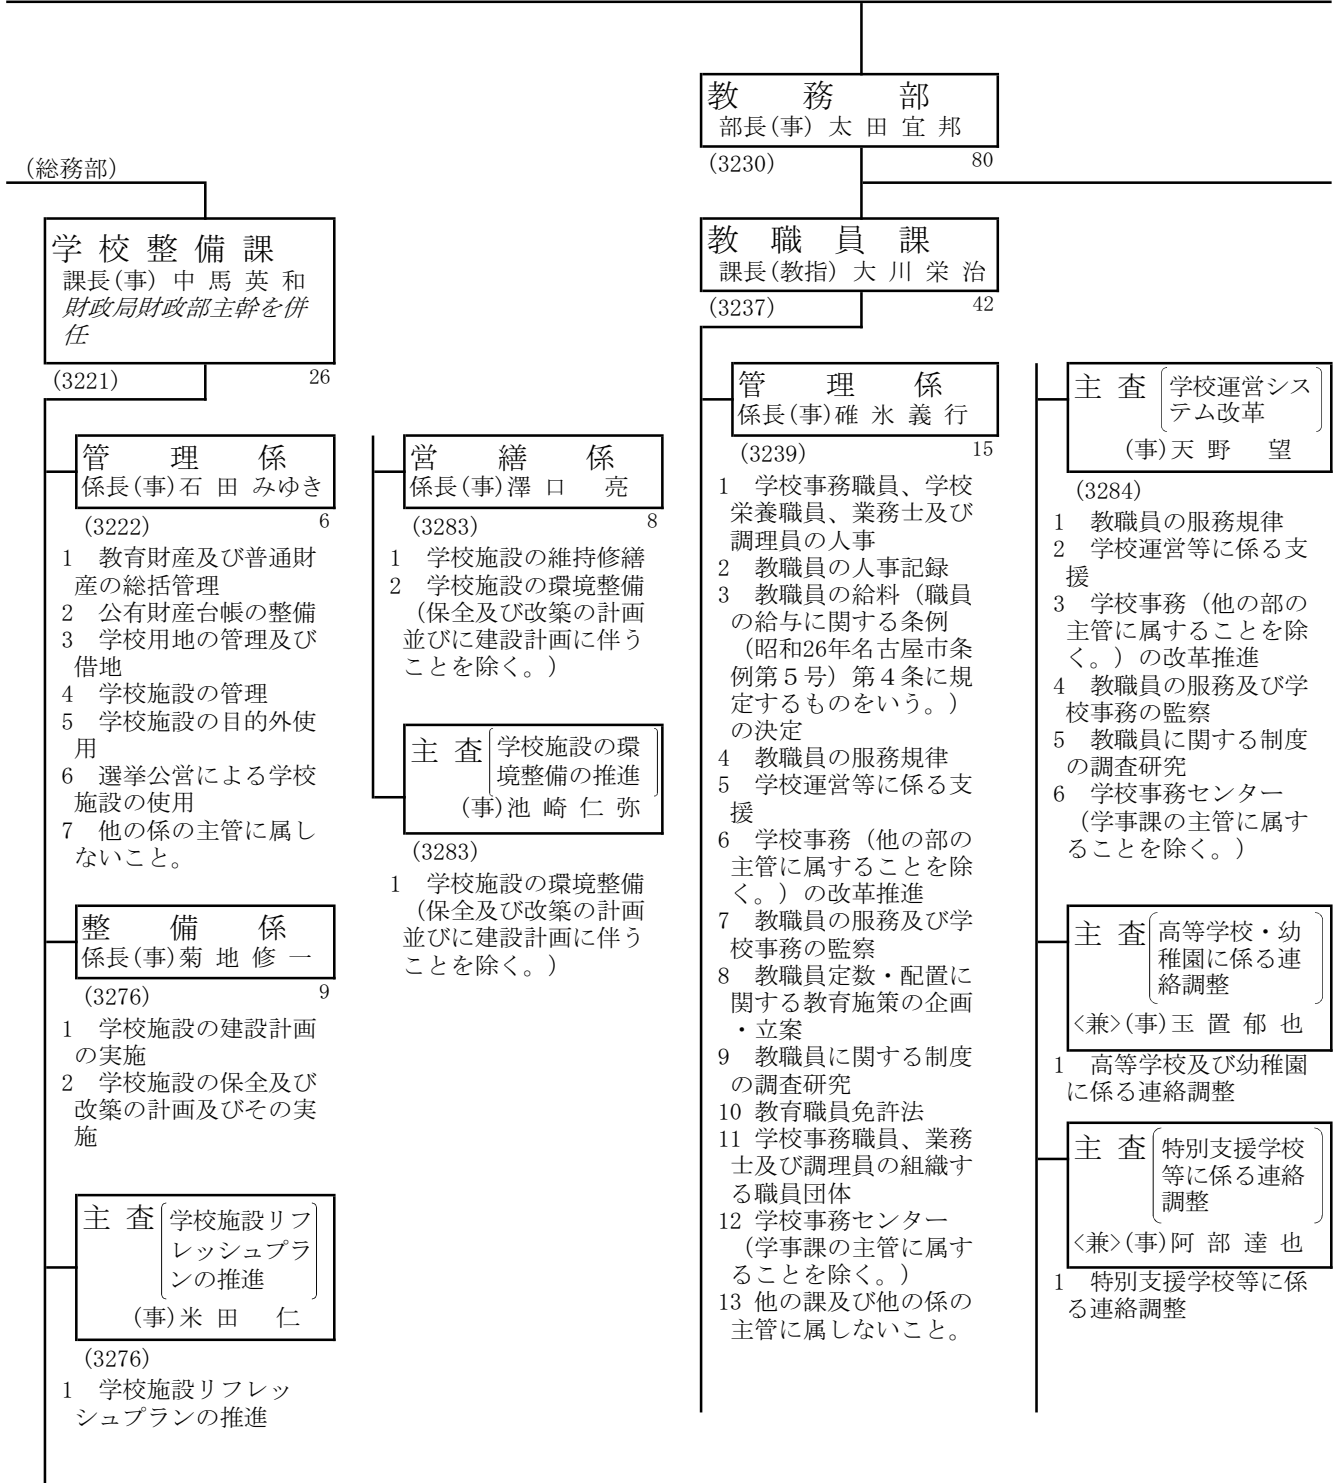 (総務部)
学校整備課
課長(事) 中馬英和
財政局財政部主幹を併
任
(3221) 26
管理係
係長(事)石田みゆき
(3222) 6
1 教育財産及び普通財
産の総括管理
2 公有財産台帳の整備
3 学校用地の管理及び
借地
4 学校施設の管理
5 学校施設の目的外使
用
6 選挙公営による学校
施設の使用
7 他の係の主管に属し
ないこと。
整備係
係長(事)菊地修一
(3276) 9
1 学校施設の建設計画
の実施
2 学校施設の保全及び
改築の計画及びその実
施
主査
学校施設リフ
レッシュプラ
ンの推進
(事)米田 仁
(3276)
1 学校施設リフレッ
シュプランの推進
営繕係
係長(事)澤口 亮
(3283) 8
1 学校施設の維持修繕
2 学校施設の環境整備
(保全及び改築の計画
並びに建設計画に伴う
ことを除く。)
主査
学校施設の環
境整備の推進
(事)池崎仁弥
(3283)
1 学校施設の環境整備
(保全及び改築の計画
並びに建設計画に伴う
ことを除く。)
教務部
部長(事) 太田宜邦
(3230) 80
教職員課
課長(教指) 大川栄治
(3237) 42
管理係
係長(事)碓氷義行
(3239) 15
1 学校事務職員、学校
栄養職員、業務士及び
調理員の人事
2 教職員の人事記録
3 教職員の給料(職員
の給与に関する条例
(昭和26年名古屋市条
例第5号)第4条に規
定するものをいう。)
の決定
4 教職員の服務規律
5 学校運営等に係る支
援
6 学校事務(他の部の
主管に属することを除
く。)の改革推進
7 教職員の服務及び学
校事務の監察
8 教職員定数・配置に
関する教育施策の企画
・立案
9 教職員に関する制度
の調査研究
10 教育職員免許法
11 学校事務職員、業務
士及び調理員の組織す
る職員団体
12 学校事務センター
(学事課の主管に属す
ることを除く。)
13 他の課及び他の係の
主管に属しないこと。
主査
学校運営シス
テム改革
(事)天野 望
(3284)
1 教職員の服務規律
2 学校運営等に係る支
援
3 学校事務(他の部の
主管に属することを除
く。)の改革推進
4 教職員の服務及び学
校事務の監察
5 教職員に関する制度
の調査研究
6 学校事務センター
(学事課の主管に属す
ることを除く。)
主査
高等学校・幼
稚園に係る連
絡調整
<兼>(事)玉置郁也
1 高等学校及び幼稚園
に係る連絡調整
主査
特別支援学校
等に係る連絡
調整
<兼>(事)阿部達也
1 特別支援学校等に係
る連絡調整